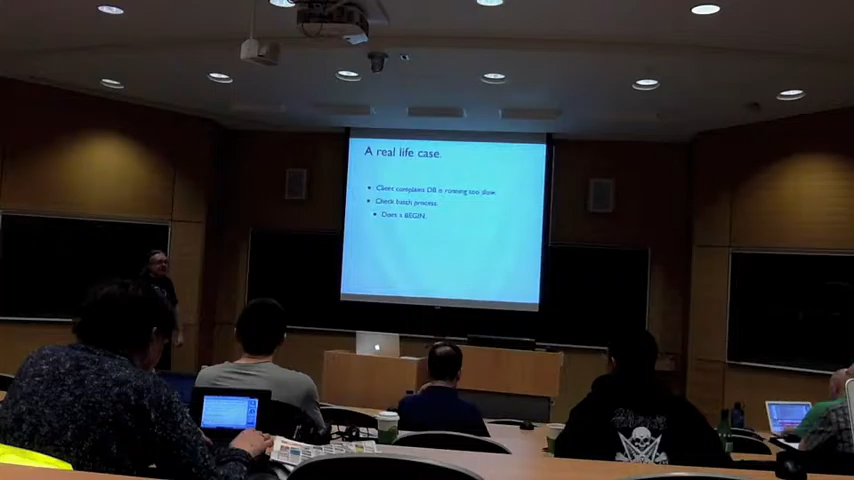 A real life case.
• Client complains DB is running too slow.
• Check batch process.
• Does a BEGIN.